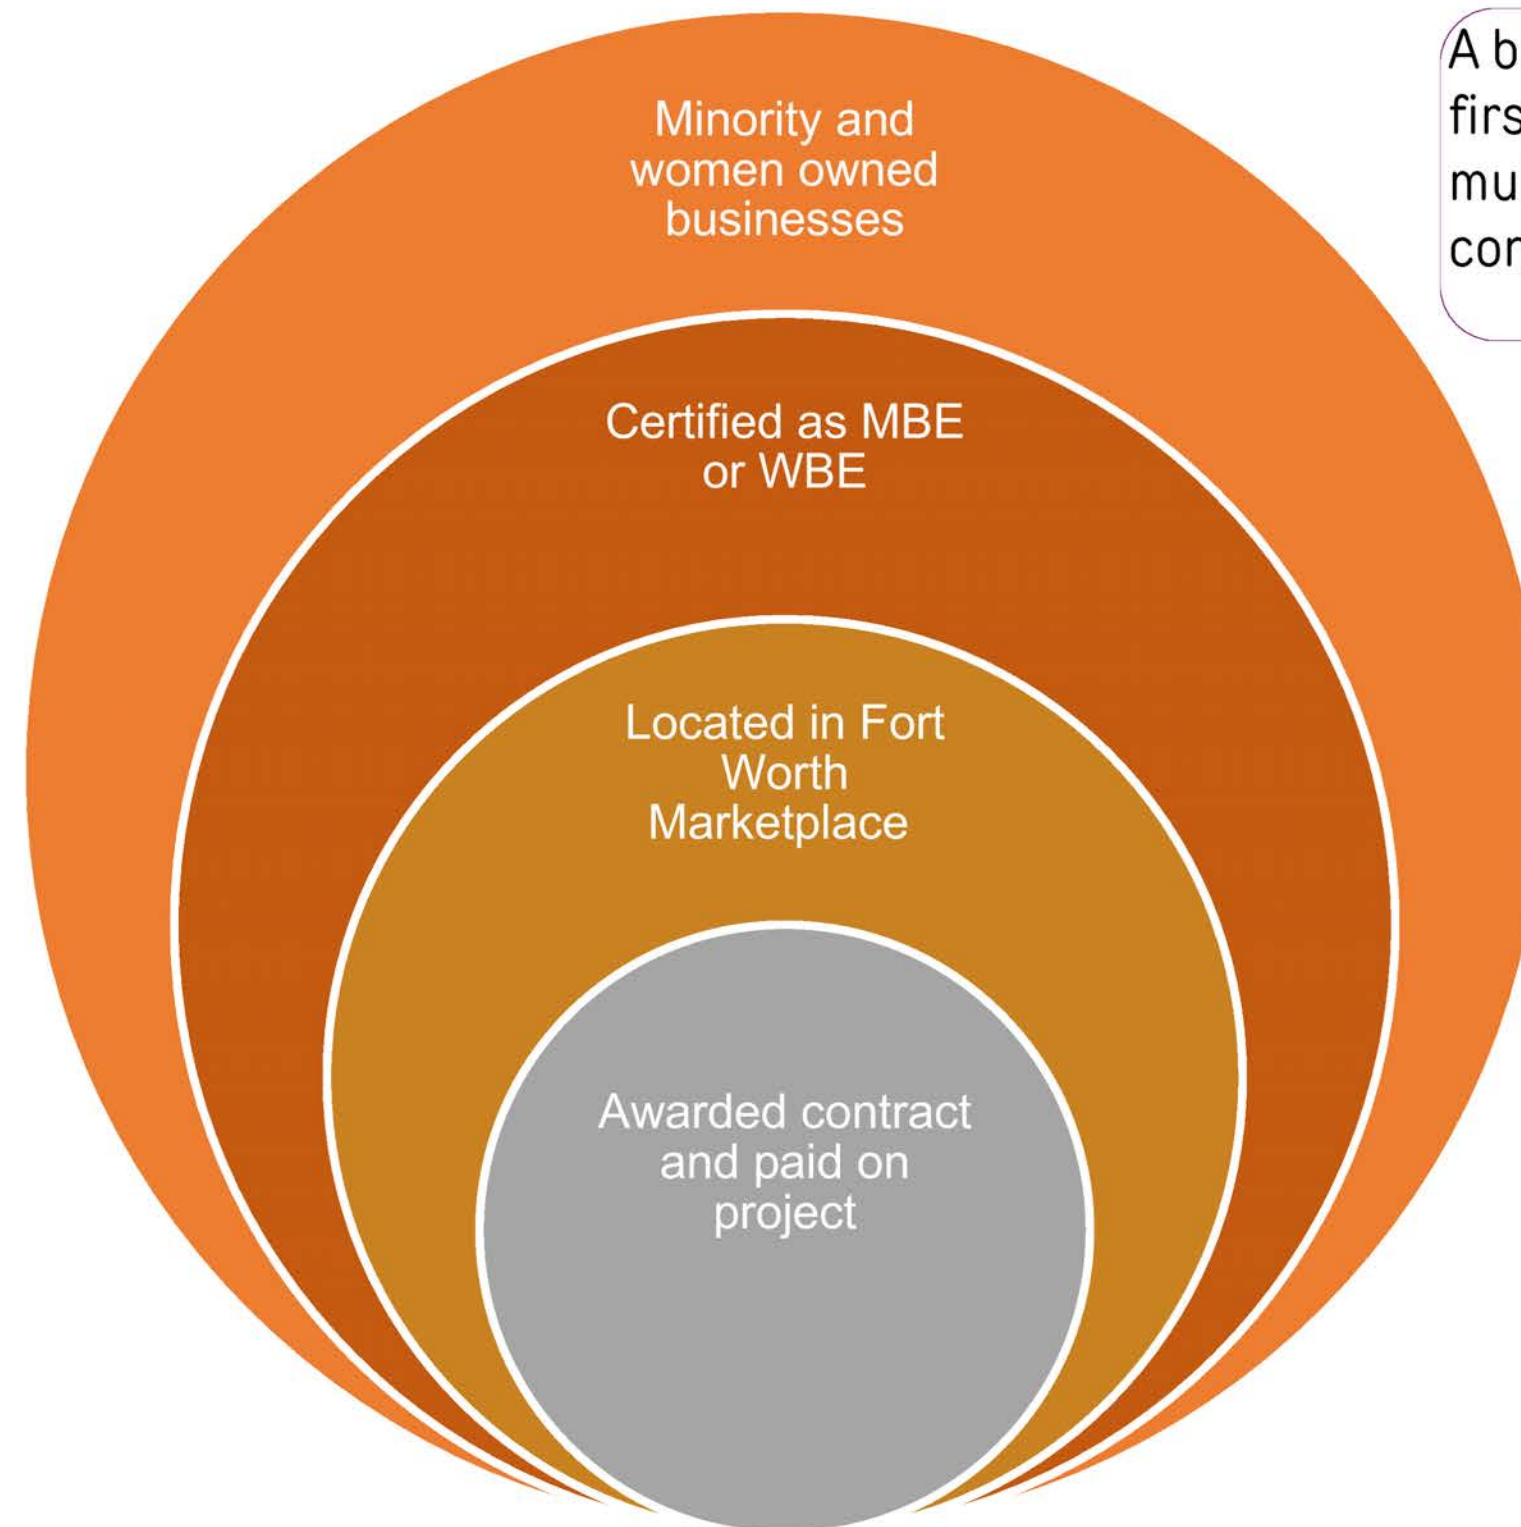 Minority and
women owned
businesses
Certified as MBE
or WBE
Located in Fort
Worth
Marketplace
Awarded contract
and paid on
project
A b